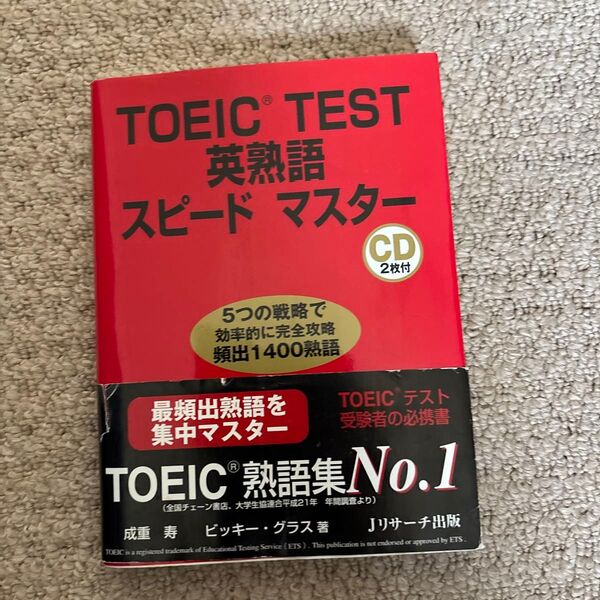 TOEIC® TEST
英熟語
スピード マスター
CD
2枚付
5つの戦略で
効率的に完全攻略
頻出1400熟語
最頻出熟語を
集中マスター
TOEIC® テスト
受験者の必携書
TOEIC®熟語集No.1
(全国チェーン書店、大学生協連合平成21年 年間調査より)
成重 寿 ビッキー・グラス 著 Jリサーチ出版
TOEIC is a registered trademark of Educational Testing Service (ETS). This publication is not endorsed or approved by ETS.